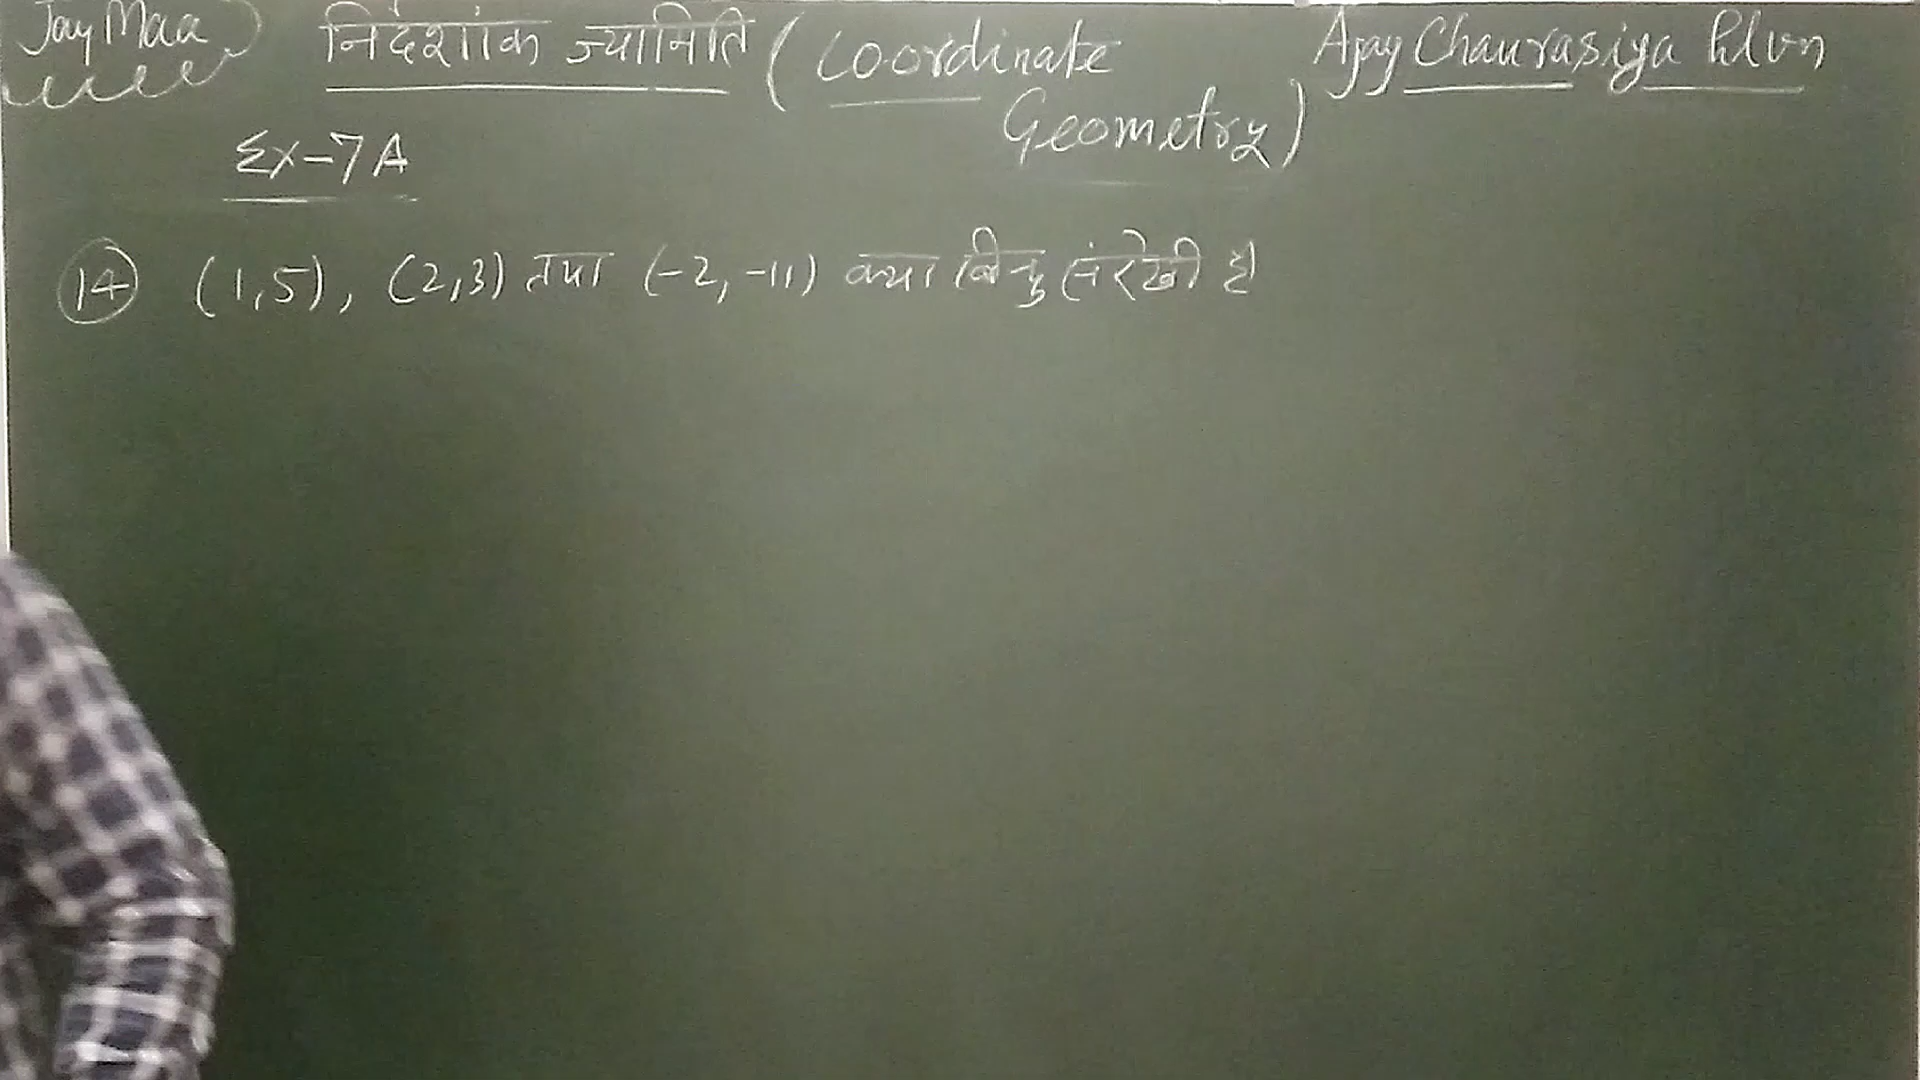 Jay Maa
निर्देशांक ज्यामिति ( Coordinate
Geometry)
Ajay Chaurasiya
Ex-7A
14 (1,5), (2,3) तथा (-2,-11) क्या बिन्दु संरेखी है